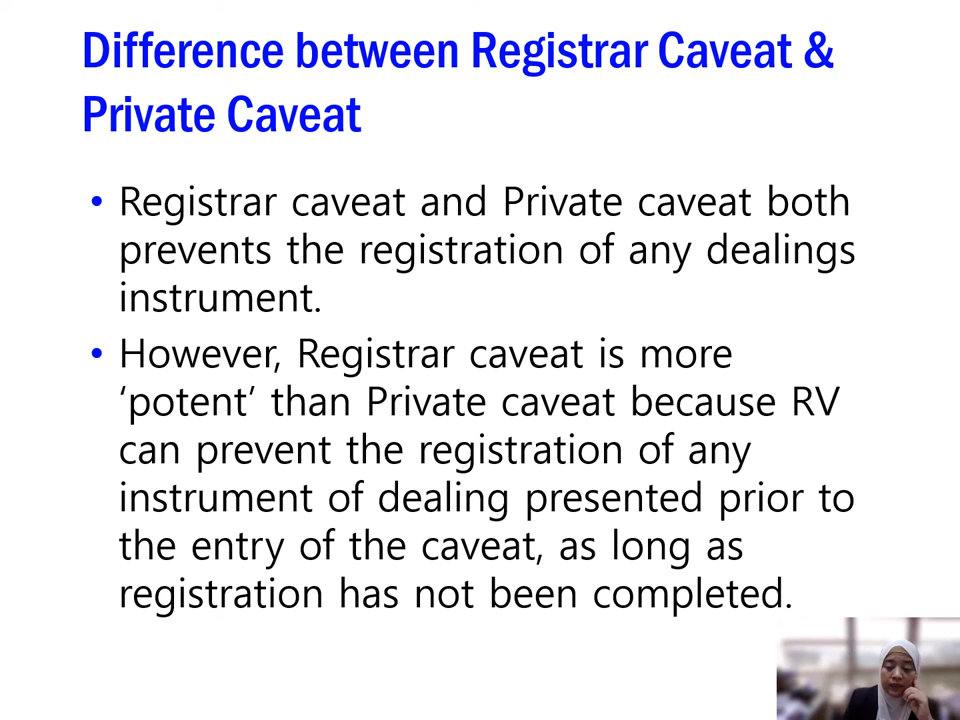 Difference between Registrar Caveat &
Private Caveat
• Registrar caveat and Private caveat both
prevents the registration of any dealings
instrument.
• However, Registrar caveat is more
‘potent’ than Private caveat because RV
can prevent the registration of any
instrument of dealing presented prior to
the entry of the caveat, as long as
registration has not been completed.